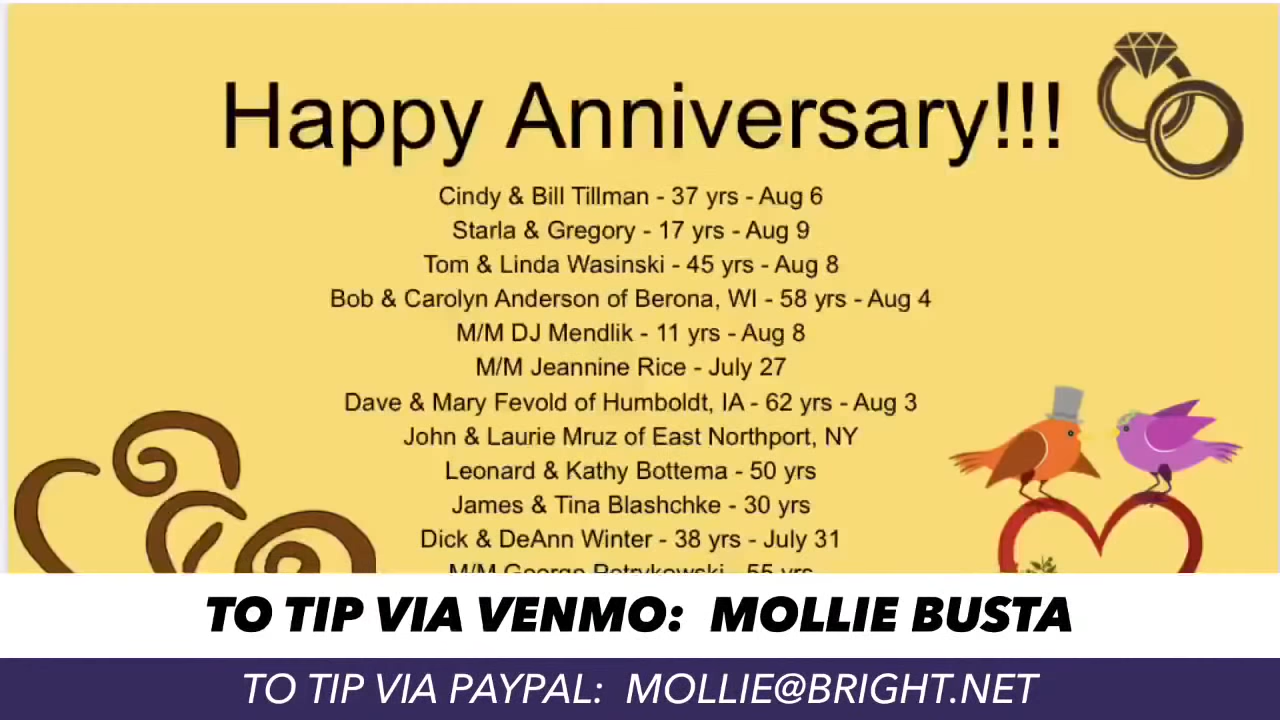 Happy Anniversary!!!
Cindy & Bill Tillman - 37 yrs - Aug 6
Starla & Gregory - 17 yrs - Aug 9
Tom & Linda Wasinski - 45 yrs - Aug 8
Bob & Carolyn Anderson of Berona, WI - 58 yrs - Aug 4
M/M DJ Mendlik - 11 yrs - Aug 8
M/M Jeannine Rice - July 27
Dave & Mary Fevold of Humboldt, IA - 62 yrs - Aug 3
John & Laurie Mruz of East Northport, NY
Leonard & Kathy Bottema - 50 yrs
James & Tina Blashchke - 30 yrs
Dick & DeAnn Winter - 38 yrs - July 31
M/M George Petrykowski - 55 yrs
TO TIP VIA VENMO: MOLLIE BUSTA
TO TIP VIA PAYPAL: MOLLIE@BRIGHT.NET